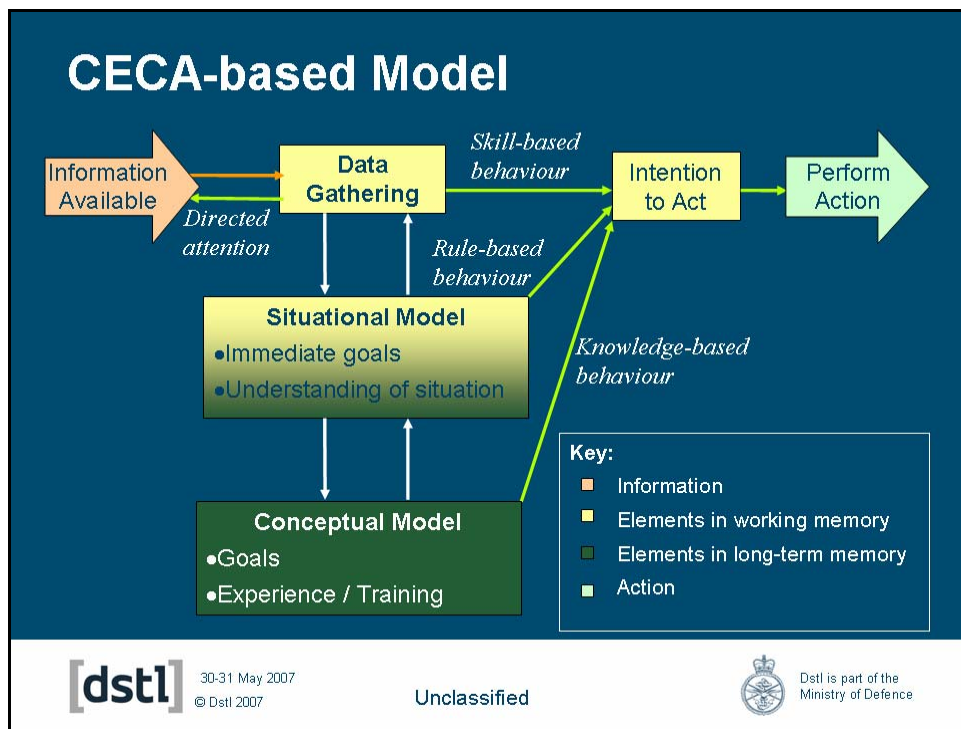 CECA-based Model
Information
Available
Directed
attention
Data
Gathering
Skill-based
behaviour
Intention
to Act
Perform
Action
Rule-based
behaviour
Situational Model
•Immediate goals
•Understanding of situation
Knowledge-based
behaviour
Conceptual Model
•Goals
•Experience / Training
Key:
Information
Elements in working memory
Elements in long-term memory
Action
[dstl]
30-31 May 2007
© Dstl 2007
Unclassified
Dstl is part of the
Ministry of Defence